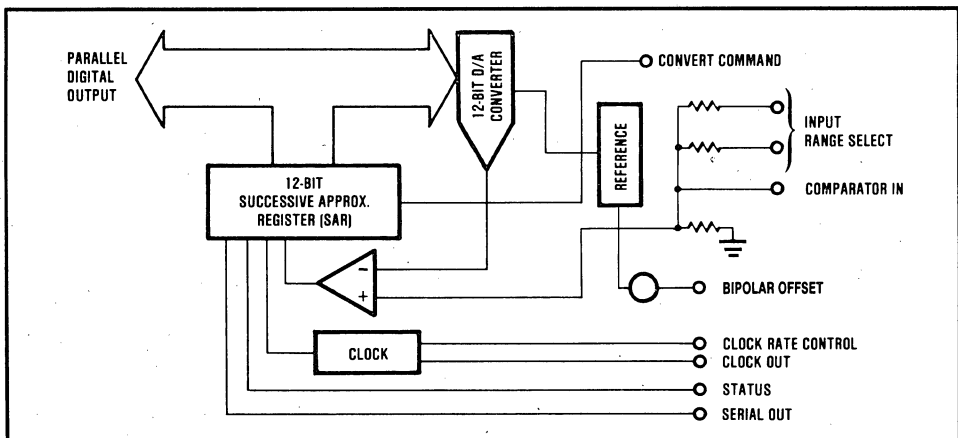 PARALLEL
DIGITAL
OUTPUT
12-BIT D/A
CONVERTER
CONVERT COMMAND
REFERENCE
INPUT
RANGE SELECT
COMPARATOR IN
12-BIT
SUCCESSIVE APPROX.
REGISTER (SAR)
-
+
BIPOLAR OFFSET
CLOCK
CLOCK RATE CONTROL
CLOCK OUT
STATUS
SERIAL OUT